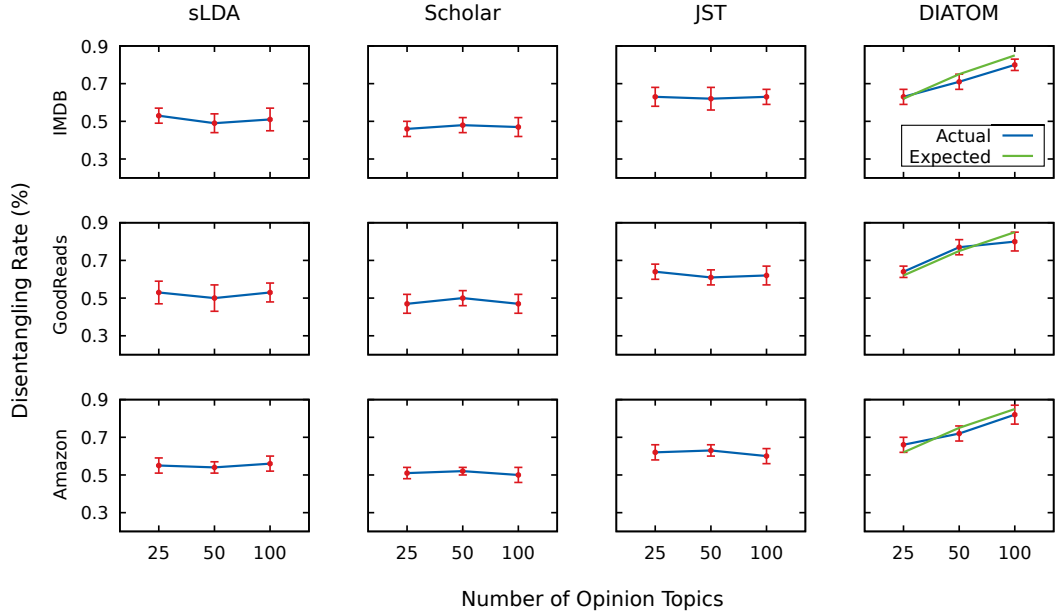 sLDA Scholar JST DIATOM
Disentangling Rate (%)
IMDB
0.9
0.7
0.5
0.3
Actual
Expected
GoodReads
0.9
0.7
0.5
0.3
Amazon
0.9
0.7
0.5
0.3
25 50 100 25 50 100 25 50 100 25 50 100
Number of Opinion Topics